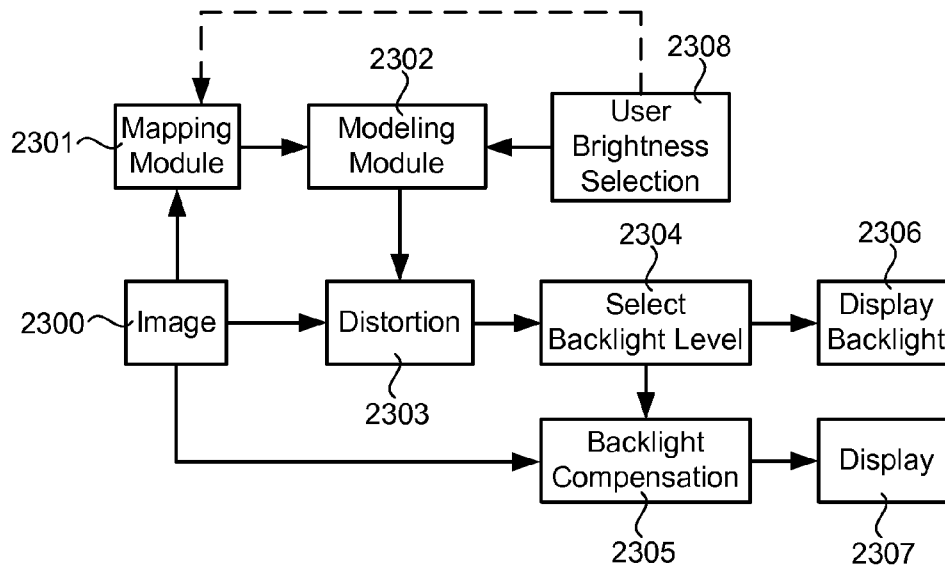 2302
2308
2301
Mapping
Module
Modeling
Module
User
Brightness
Selection
2304
2306
2300
Image
Distortion
Select
Backlight Level
Display
Backlight
2303
Backlight
Compensation
Display
2305
2307